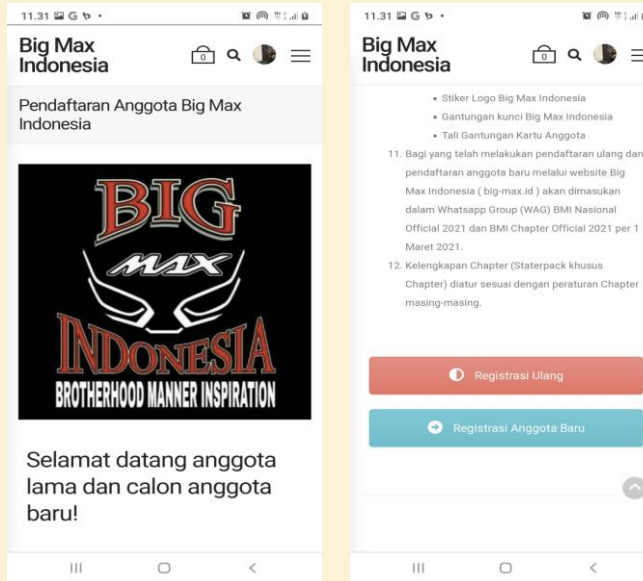 11.31
Big Max
Indonesia
0
Pendaftaran Anggota Big Max
Indonesia
BIG
MAX
INDONESIA
BROTHERHOOD MANNER INSPIRATION
Selamat datang anggota
lama dan calon anggota
baru!
11.31
Big Max
Indonesia
0
• Stiker Logo Big Max Indonesia
• Gantungan kunci Big Max Indonesia
• Tali Gantungan Kartu Anggota
11. Bagi yang telah melakukan pendaftaran ulang dan
pendaftaran anggota baru melalui website Big
Max Indonesia ( big-max.id ) akan dimasukan
dalam Whatsapp Group (WAG) BMI Nasional
Official 2021 dan BMI Chapter Official 2021 per 1
Maret 2021.
12. Kelengkapan Chapter (Staterpack khusus
Chapter) diatur sesuai dengan peraturan Chapter
masing-masing.
Registrasi Ulang
Registrasi Anggota Baru